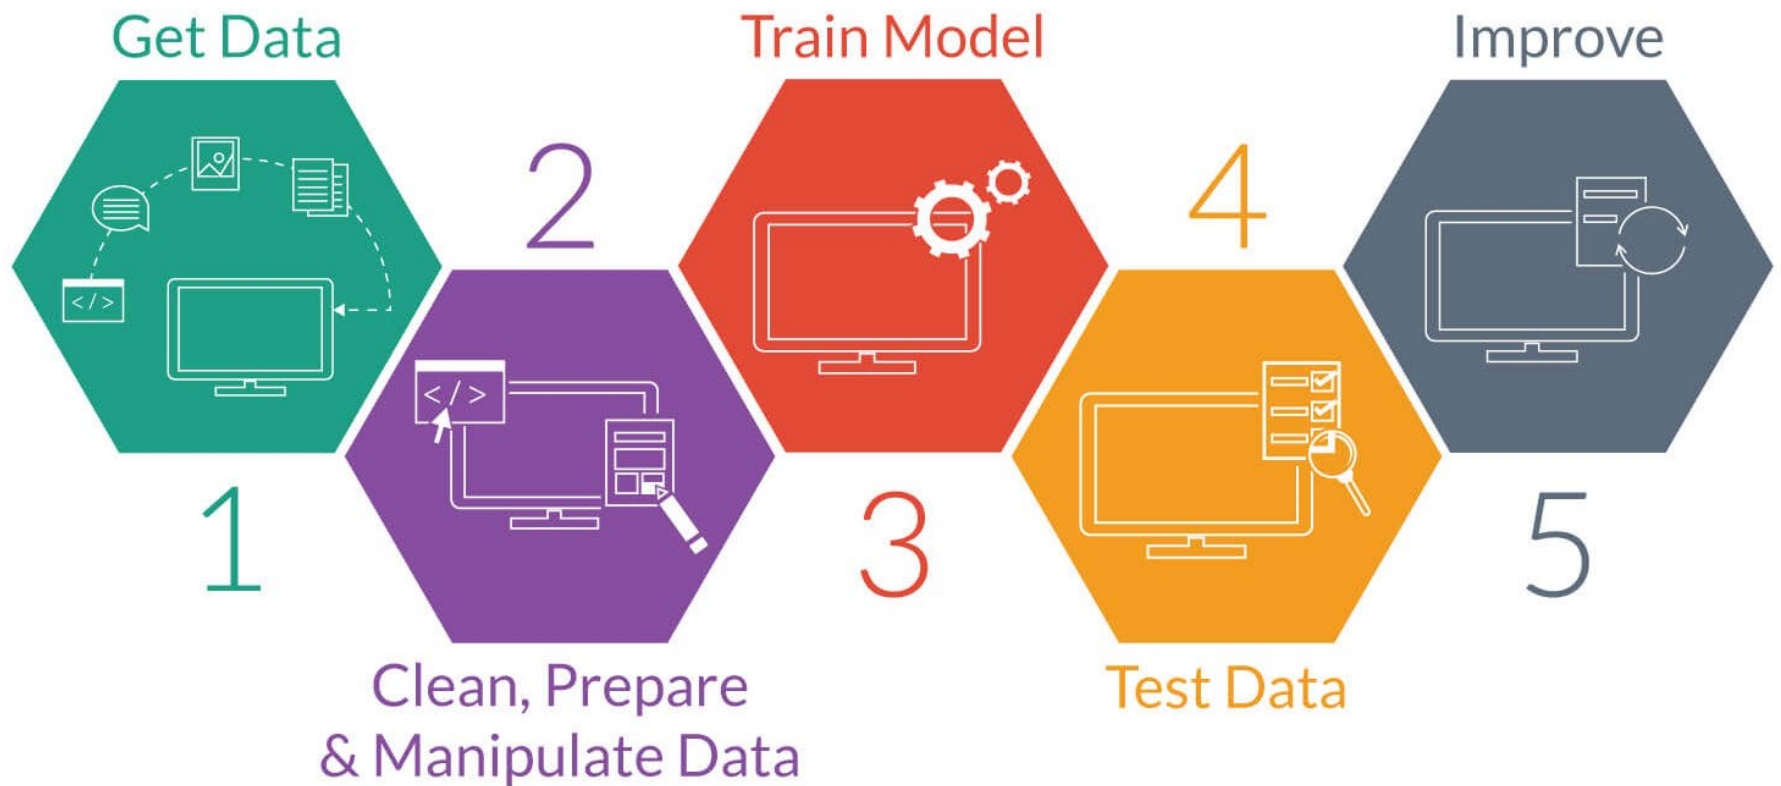 Get Data
</>
1
2
</>
Clean, Prepare
& Manipulate Data
Train Model
3
4
Test Data
Improve
5